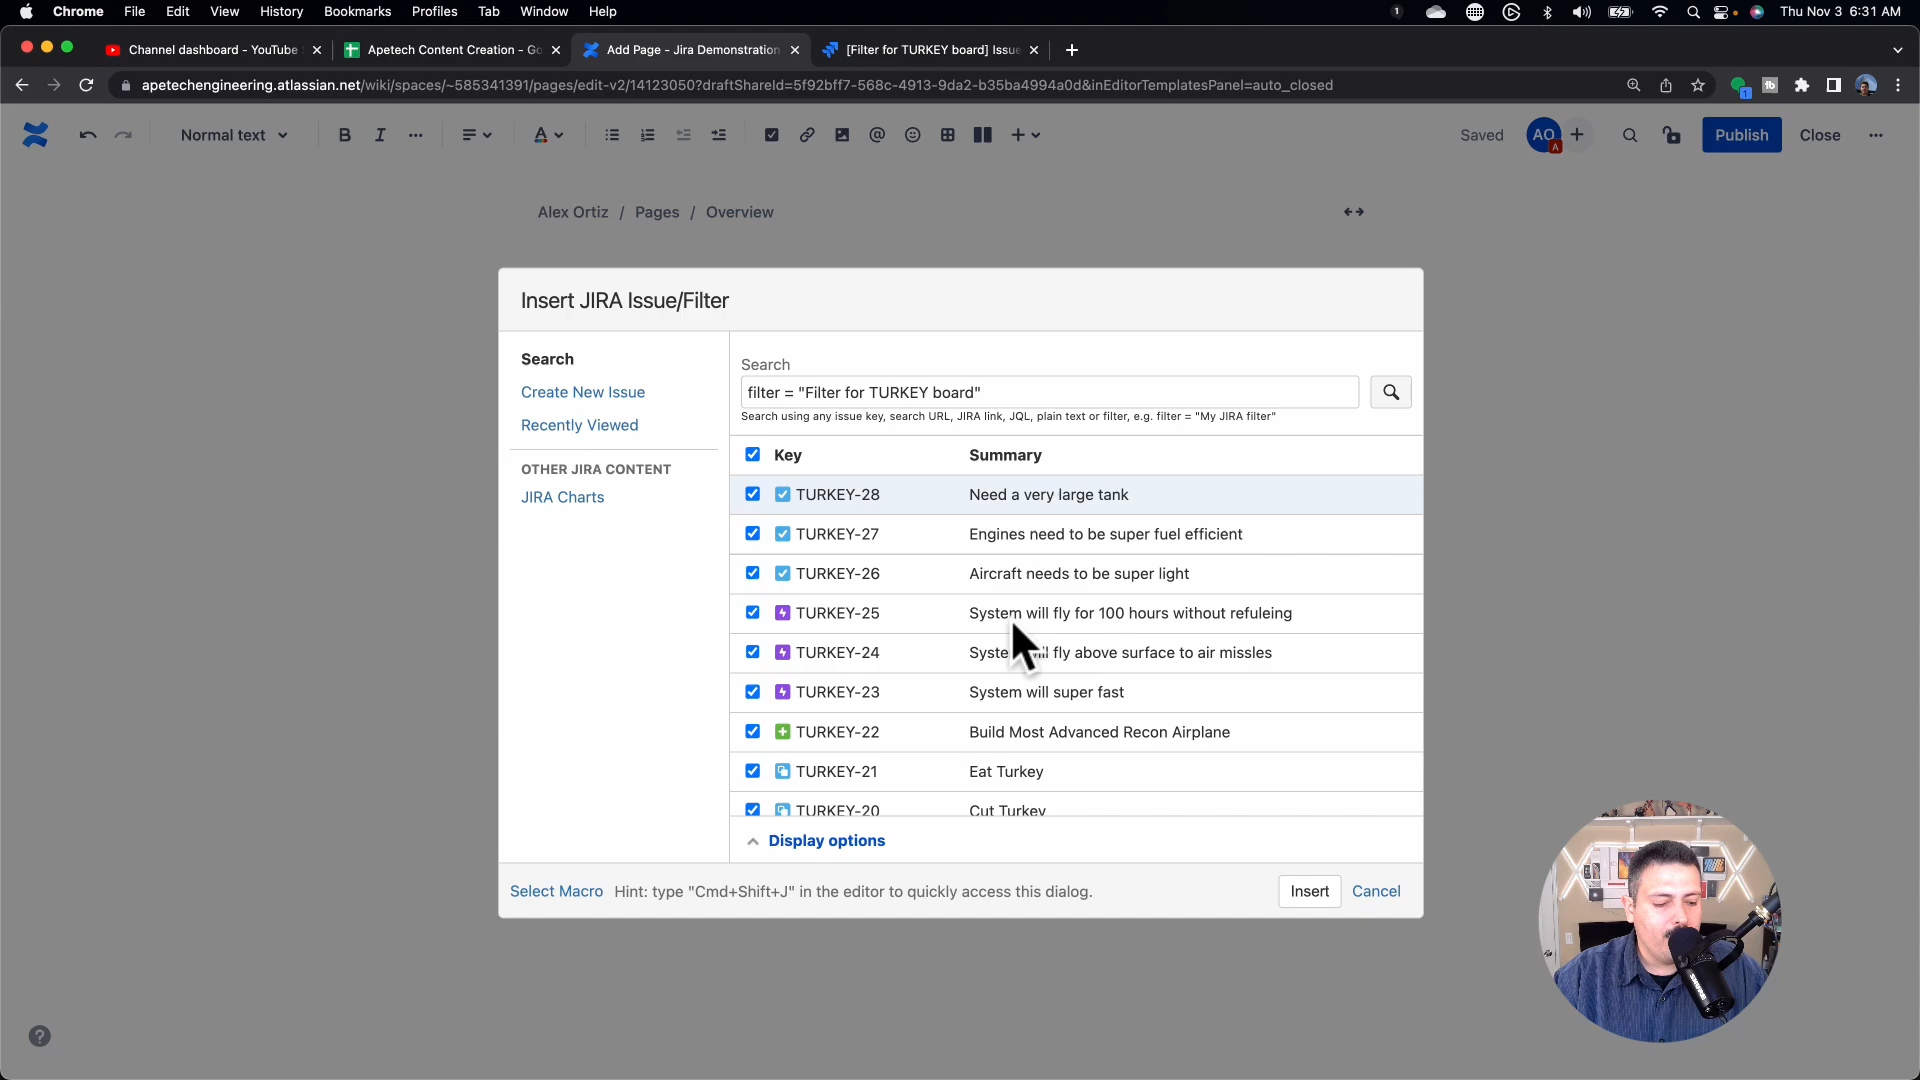 Chrome File Edit View History Bookmarks Profiles Tab Window Help 1 Thu Nov 3 6:31 AM
Channel dashboard - YouTube Apetech Content Creation - Go Add Page - Jira Demonstration [Filter for TURKEY board] Issue
apetechengineering.atlassian.net/wiki/spaces/~585341391/pages/edit-v2/14123050?draftShareId=5f92bff7-568c-4913-9da2-b35ba4994a0d&inEditorTemplatesPanel=auto_closed
Normal text B I A Saved AO A Publish Close
Alex Ortiz / Pages / Overview
Insert JIRA Issue/Filter
Search
Create New Issue
Recently Viewed
OTHER JIRA CONTENT
JIRA Charts
Search
filter = "Filter for TURKEY board"
Search using any issue key, search URL, JIRA link, JQL, plain text or filter, e.g. filter = "My JIRA filter"
Key Summary
TURKEY-28 Need a very large tank
TURKEY-27 Engines need to be super fuel efficient
TURKEY-26 Aircraft needs to be super light
TURKEY-25 System will fly for 100 hours without refuleing
TURKEY-24 fly above surface to air missles
TURKEY-23 System will super fast
TURKEY-22 Build Most Advanced Recon Airplane
TURKEY-21 Eat Turkey
TURKEY-20 Cut Turkey
Display options
Select Macro Hint: type "Cmd+Shift+J" in the editor to quickly access this dialog. Insert Cancel
SHURE